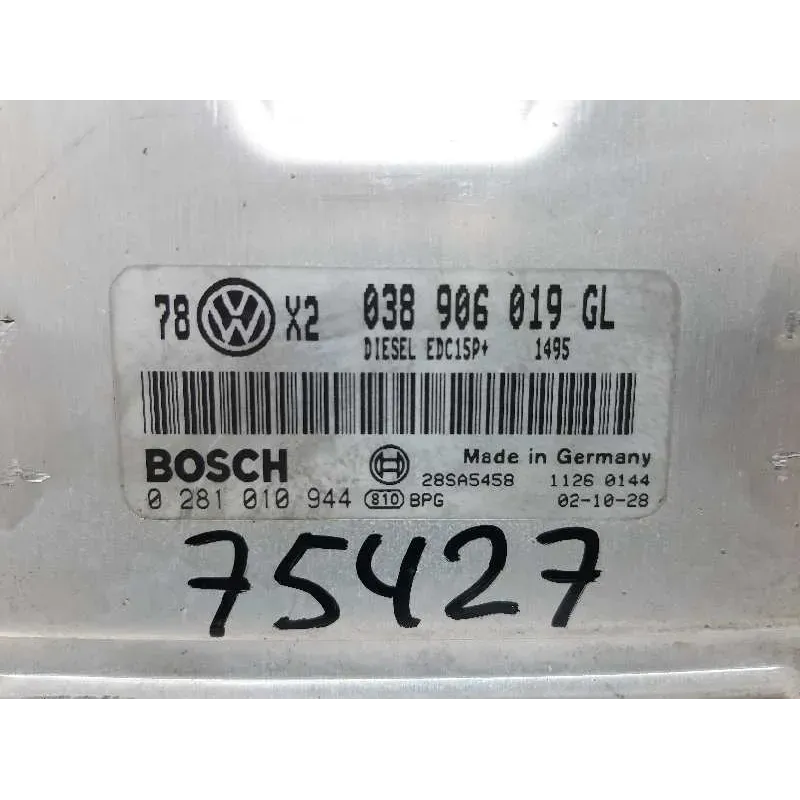 78 VW X2 038 906 019 GL
DIESEL EDC15P+ 1495
BOSCH Made in Germany
28SA5458 1126 0144
0 281 010 944 810 BPG 02-10-28
75427